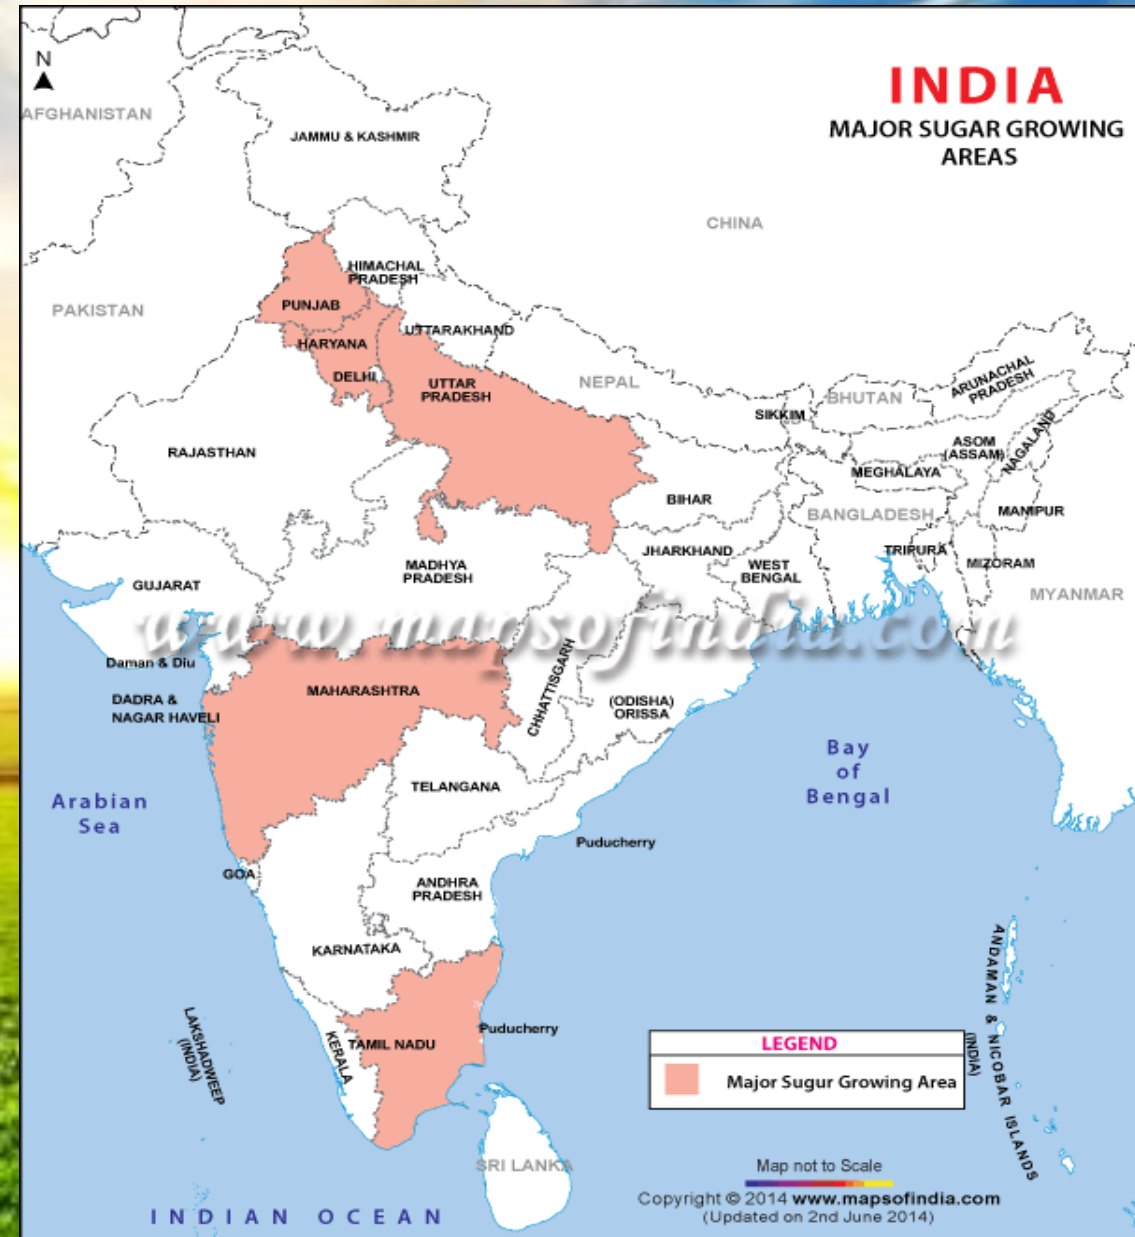 N
INDIA
MAJOR SUGAR GROWING
AREAS
AFGHANISTAN
JAMMU & KASHMIR
CHINA
HIMACHAL
PRADESH
PUNJAB
PAKISTAN
UTTARAKHAND
HARYANA
DELHI
UTTAR
PRADESH
NEPAL
BHUTAN
ARUNACHAL
PRADESH
SIKKIM
RAJASTHAN
ASOM
(ASSAM)
NAGALAND
MEGHALAYA
BIHAR
BANGLADESH
MANIPUR
JHARKHAND
TRIPURA
MIZORAM
MADHYA
PRADESH
WEST
BENGAL
GUJARAT
MYANMAR
www.mapsofindia.com
Daman & Diu
MAHARASHTRA
CHHATTISGARH
DADRA &
NAGAR HAVELI
(ODISHA)
ORISSA
Bay
of
Bengal
TELANGANA
Arabian
Sea
Puducherry
GOA
ANDHRA
PRADESH
KARNATAKA
ANDAMAN & NICOBAR ISLANDS
(INDIA)
LAKSHADWEEP
(INDIA)
KERALA
TAMIL NADU
Puducherry
LEGEND
Major Sugur Growing Area
SRI LANKA
Map not to Scale
Copyright © 2014 www.mapsofindia.com
(Updated on 2nd June 2014)
INDIAN OCEAN